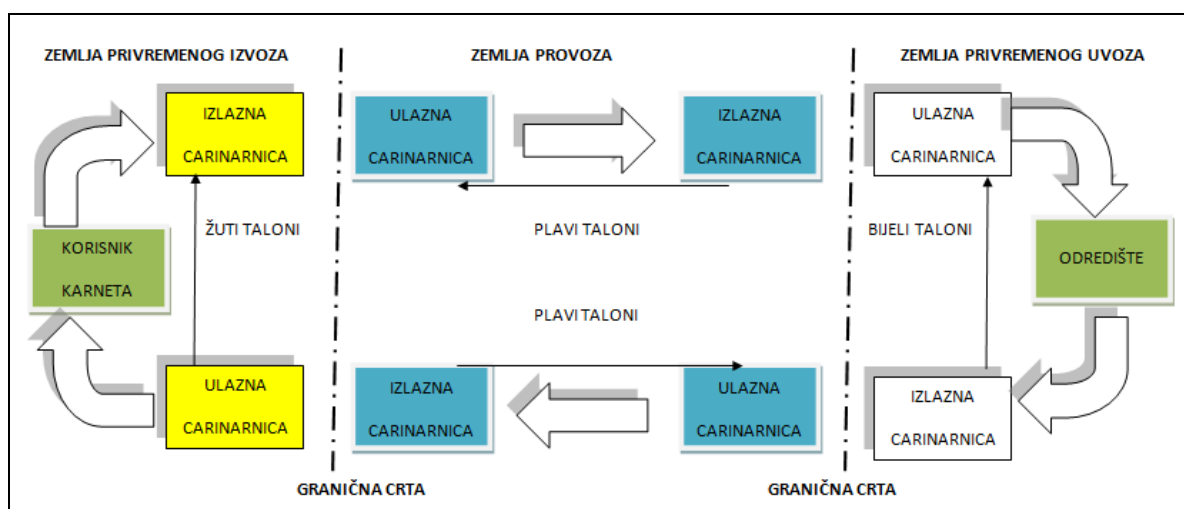 ZEMLJA PRIVREMENOG IZVOZA
ZEMLJA PROVOZA
ZEMLJA PRIVREMENOG UVOZA
IZLAZNA
CARINARNICA
ULAZNA
CARINARNICA
IZLAZNA
CARINARNICA
ULAZNA
CARINARNICA
ŽUTI TALONI
PLAVI TALONI
BIJELI TALONI
KORISNIK
KARNETA
ODREDIŠTE
PLAVI TALONI
ULAZNA
CARINARNICA
IZLAZNA
CARINARNICA
ULAZNA
CARINARNICA
IZLAZNA
CARINARNICA
GRANIČNA CRTA
GRANIČNA CRTA